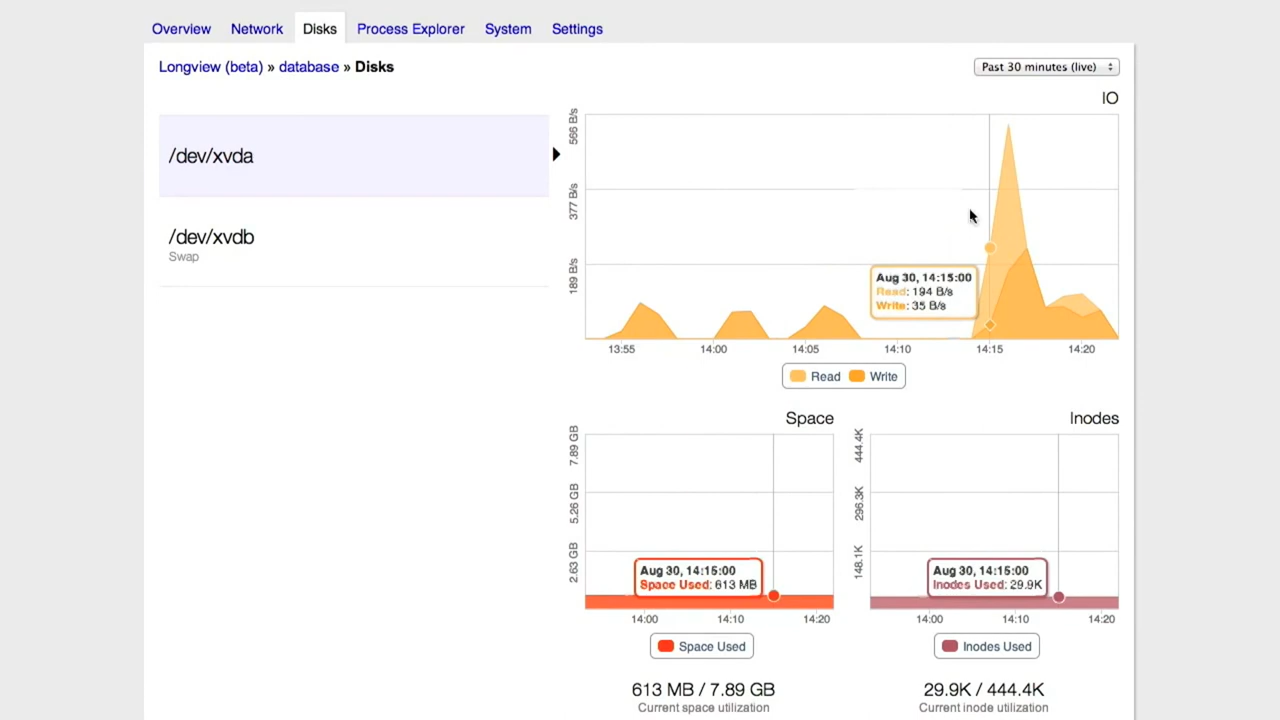 Overview Network Disks Process Explorer System Settings
Longview (beta) » database » Disks
Past 30 minutes (live)
/dev/xvda
/dev/xvdb
Swap
IO
566 B/s
377 B/s
189 B/s
Aug 30, 14:15:00
Read: 194 B/s
Write: 35 B/s
13:55 14:00 14:05 14:10 14:15 14:20
Read Write
Space
7.89 GB
5.26 GB
2.63 GB
Aug 30, 14:15:00
Space Used: 613 MB
14:00 14:10 14:20
Space Used
613 MB / 7.89 GB
Current space utilization
Inodes
444.4K
296.3K
148.1K
Aug 30, 14:15:00
Inodes Used: 29.9K
14:00 14:10 14:20
Inodes Used
29.9K / 444.4K
Current inode utilization